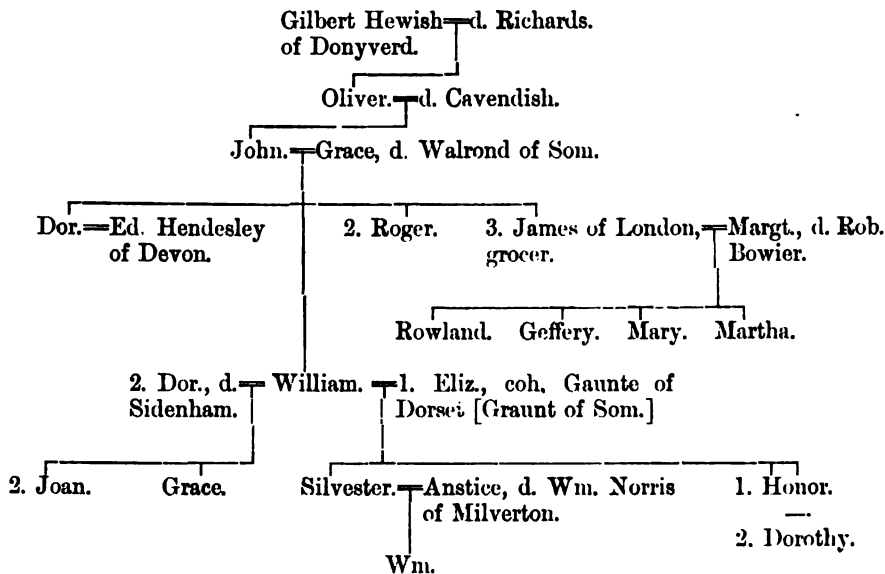 Gilbert Hewish d. Richards.
of Donyverd.
Oliver. d. Cavendish.
John. Grace, d. Walrond of Som.
Dor. Ed. Hendesley
of Devon.
2. Roger.
3. James of London,
grocer.
Margt., d. Rob.
Bowier.
Rowland. Geffery. Mary. Martha.
2. Dor., d.
Sidenham.
William.
1. Eliz., coh. Gaunte of
Dorset [Graunt of Som.]
2. Joan. Grace.
Silvester.
Anstice, d. Wm. Norris
of Milverton.
1. Honor.
2. Dorothy.
Wm.